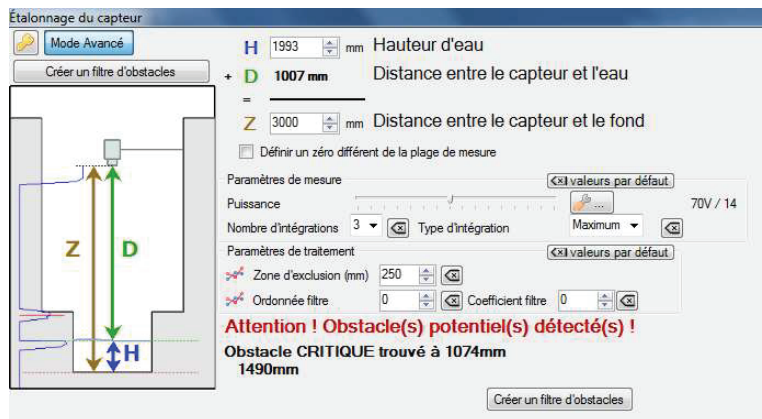 Étalonnage du capteur
Mode Avancé
Créer un filtre d'obstacles
H 1993 mm Hauteur d'eau
+ D 1007 mm Distance entre le capteur et l'eau
=
Z 3000 mm Distance entre le capteur et le fond
Définir un zéro différent de la plage de mesure
Paramètres de mesure valeurs par défaut
Puissance ... 70V / 14
Nombre d'intégrations 3 Type d'intégration Maximum
Paramètres de traitement valeurs par défaut
Zone d'exclusion (mm) 250
Ordonnée filtre 0 Coefficient filtre 0
Attention ! Obstacle(s) potentiel(s) détecté(s) !
Obstacle CRITIQUE trouvé à 1074mm
1490mm
Créer un filtre d'obstacles
Z D
H